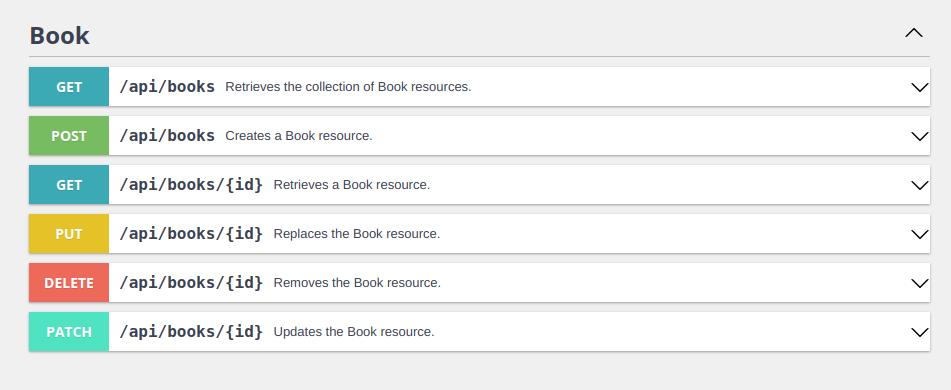 Book
GET /api/books Retrieves the collection of Book resources.
POST /api/books Creates a Book resource.
GET /api/books/{id} Retrieves a Book resource.
PUT /api/books/{id} Replaces the Book resource.
DELETE /api/books/{id} Removes the Book resource.
PATCH /api/books/{id} Updates the Book resource.